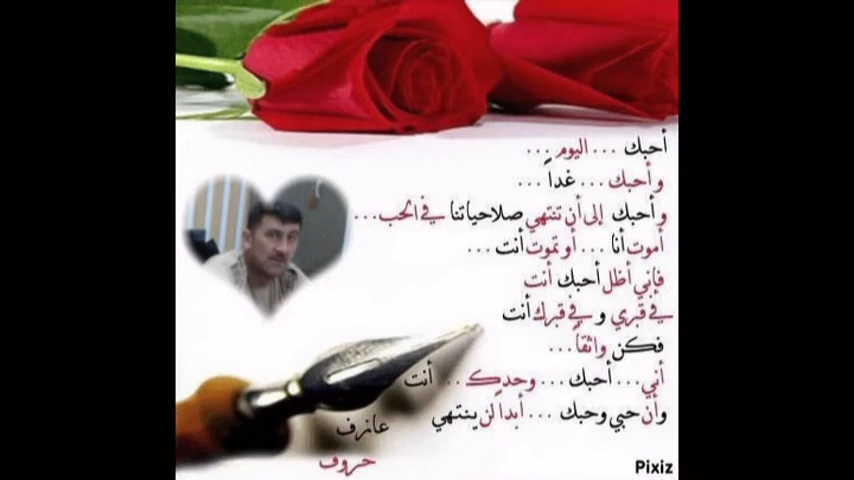 أحبك ... اليوم ...
وأحبك ... غداً ...
وأحبك إلى أن تنتهي صلاحياتنا في الحب ...
أموت أنا ... أو تموت أنت ...
فإني أظل أحبك أنت
في قبري و في قبرك أنت
فكن واثقاً ...
أني ... أحبك ... وحدك ... أنت
وأن حبي وحبك ... أبدا لن ينتهي
عازف
حروف
Pixiz